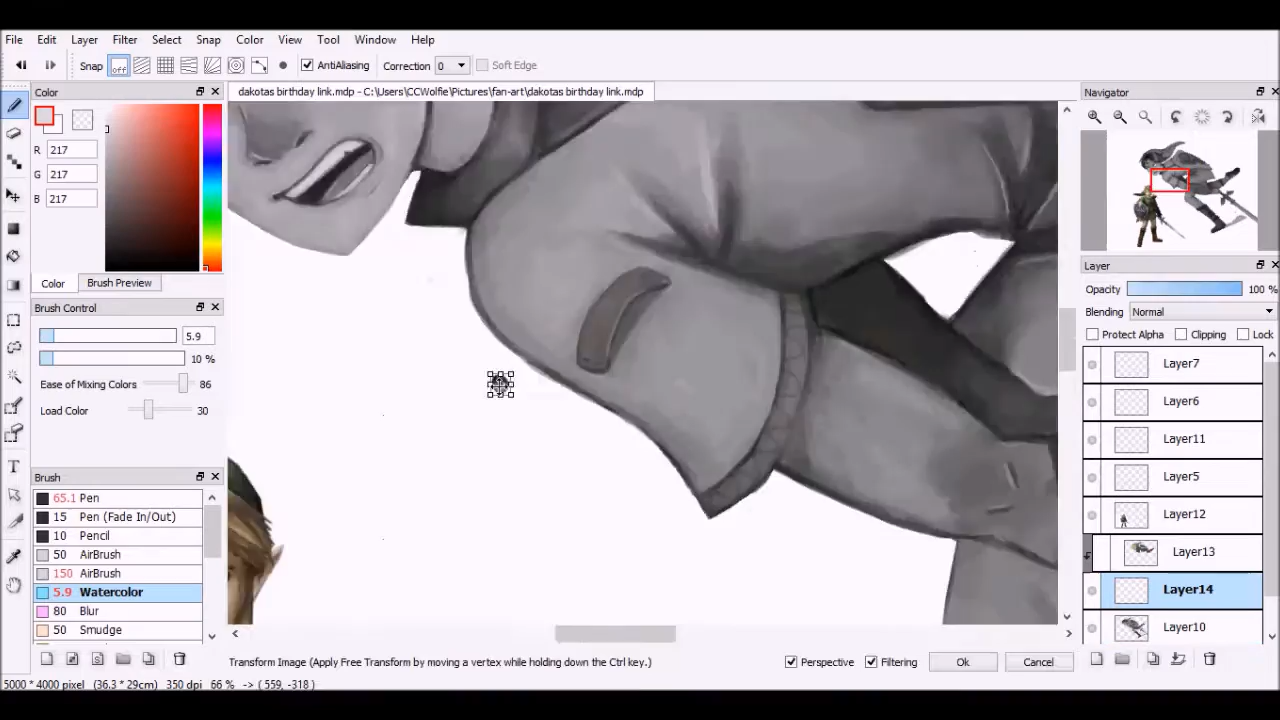 File Edit Layer Filter Select Snap Color View Tool Window Help
Snap off AntiAliasing Correction 0 Soft Edge
Color
dakotas birthday link.mdp - C:\Users\CCWolfie\Pictures\fan-art\dakotas birthday link.mdp
Navigator
R 217
G 217
B 217
Color Brush Preview
Brush Control
5.9
10 %
Ease of Mixing Colors 86
Load Color 30
Brush
65.1 Pen
15 Pen (Fade In/Out)
10 Pencil
50 AirBrush
150 AirBrush
5.9 Watercolor
80 Blur
50 Smudge
Layer
Opacity 100 %
Blending Normal
Protect Alpha Clipping Lock
Layer7
Layer6
Layer11
Layer5
Layer12
Layer13
Layer14
Layer10
Transform Image (Apply Free Transform by moving a vertex while holding down the Ctrl key.) Perspective Filtering Ok Cancel
5000 * 4000 pixel (36.3 * 29cm) 350 dpi 66 % -> ( 559, -318 )